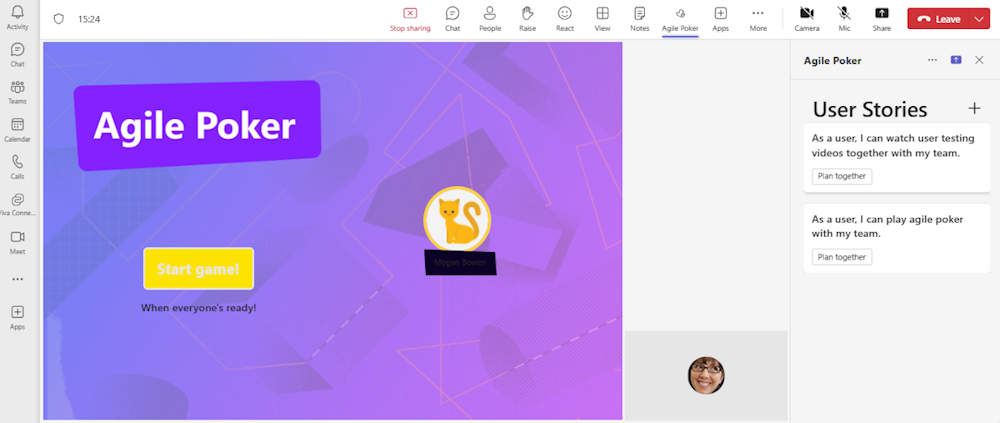 Activity
Chat
Teams
Calendar
Calls
Viva Conne...
Meet
Apps
15:24
Stop sharing
Chat
People
Raise
React
View
Notes
Agile Poker
Apps
More
Camera
Mic
Share
Leave
Agile Poker
Start game!
When everyone's ready!
Megan Bowen
Agile Poker
User Stories
As a user, I can watch user testing
videos together with my team.
Plan together
As a user, I can play agile poker
with my team.
Plan together